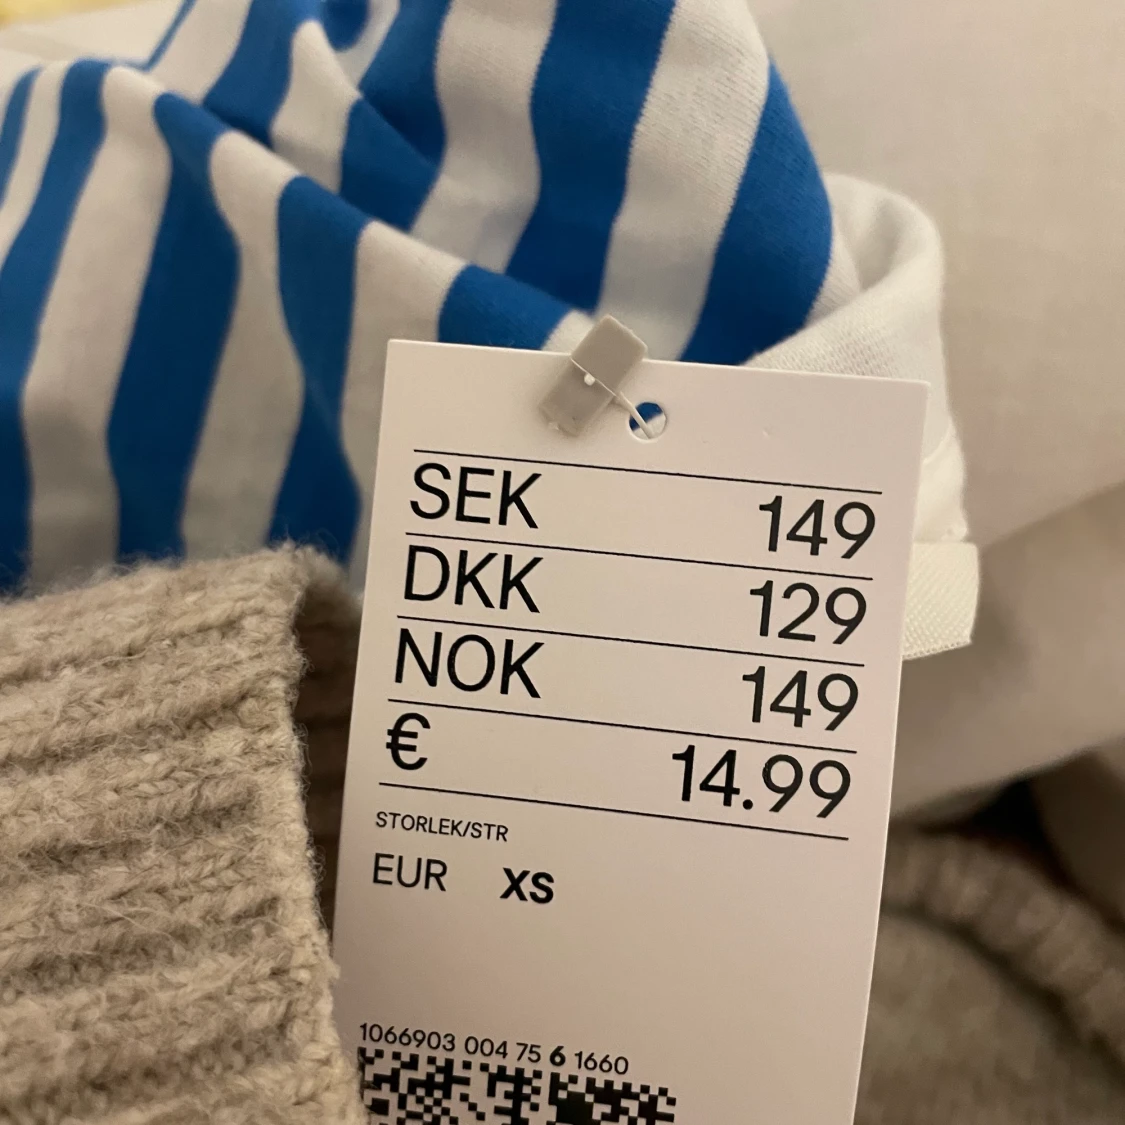 SEK 149
DKK 129
NOK 149
€ 14.99
STORLEK/STR
EUR XS
1066903 004 75 6 1660